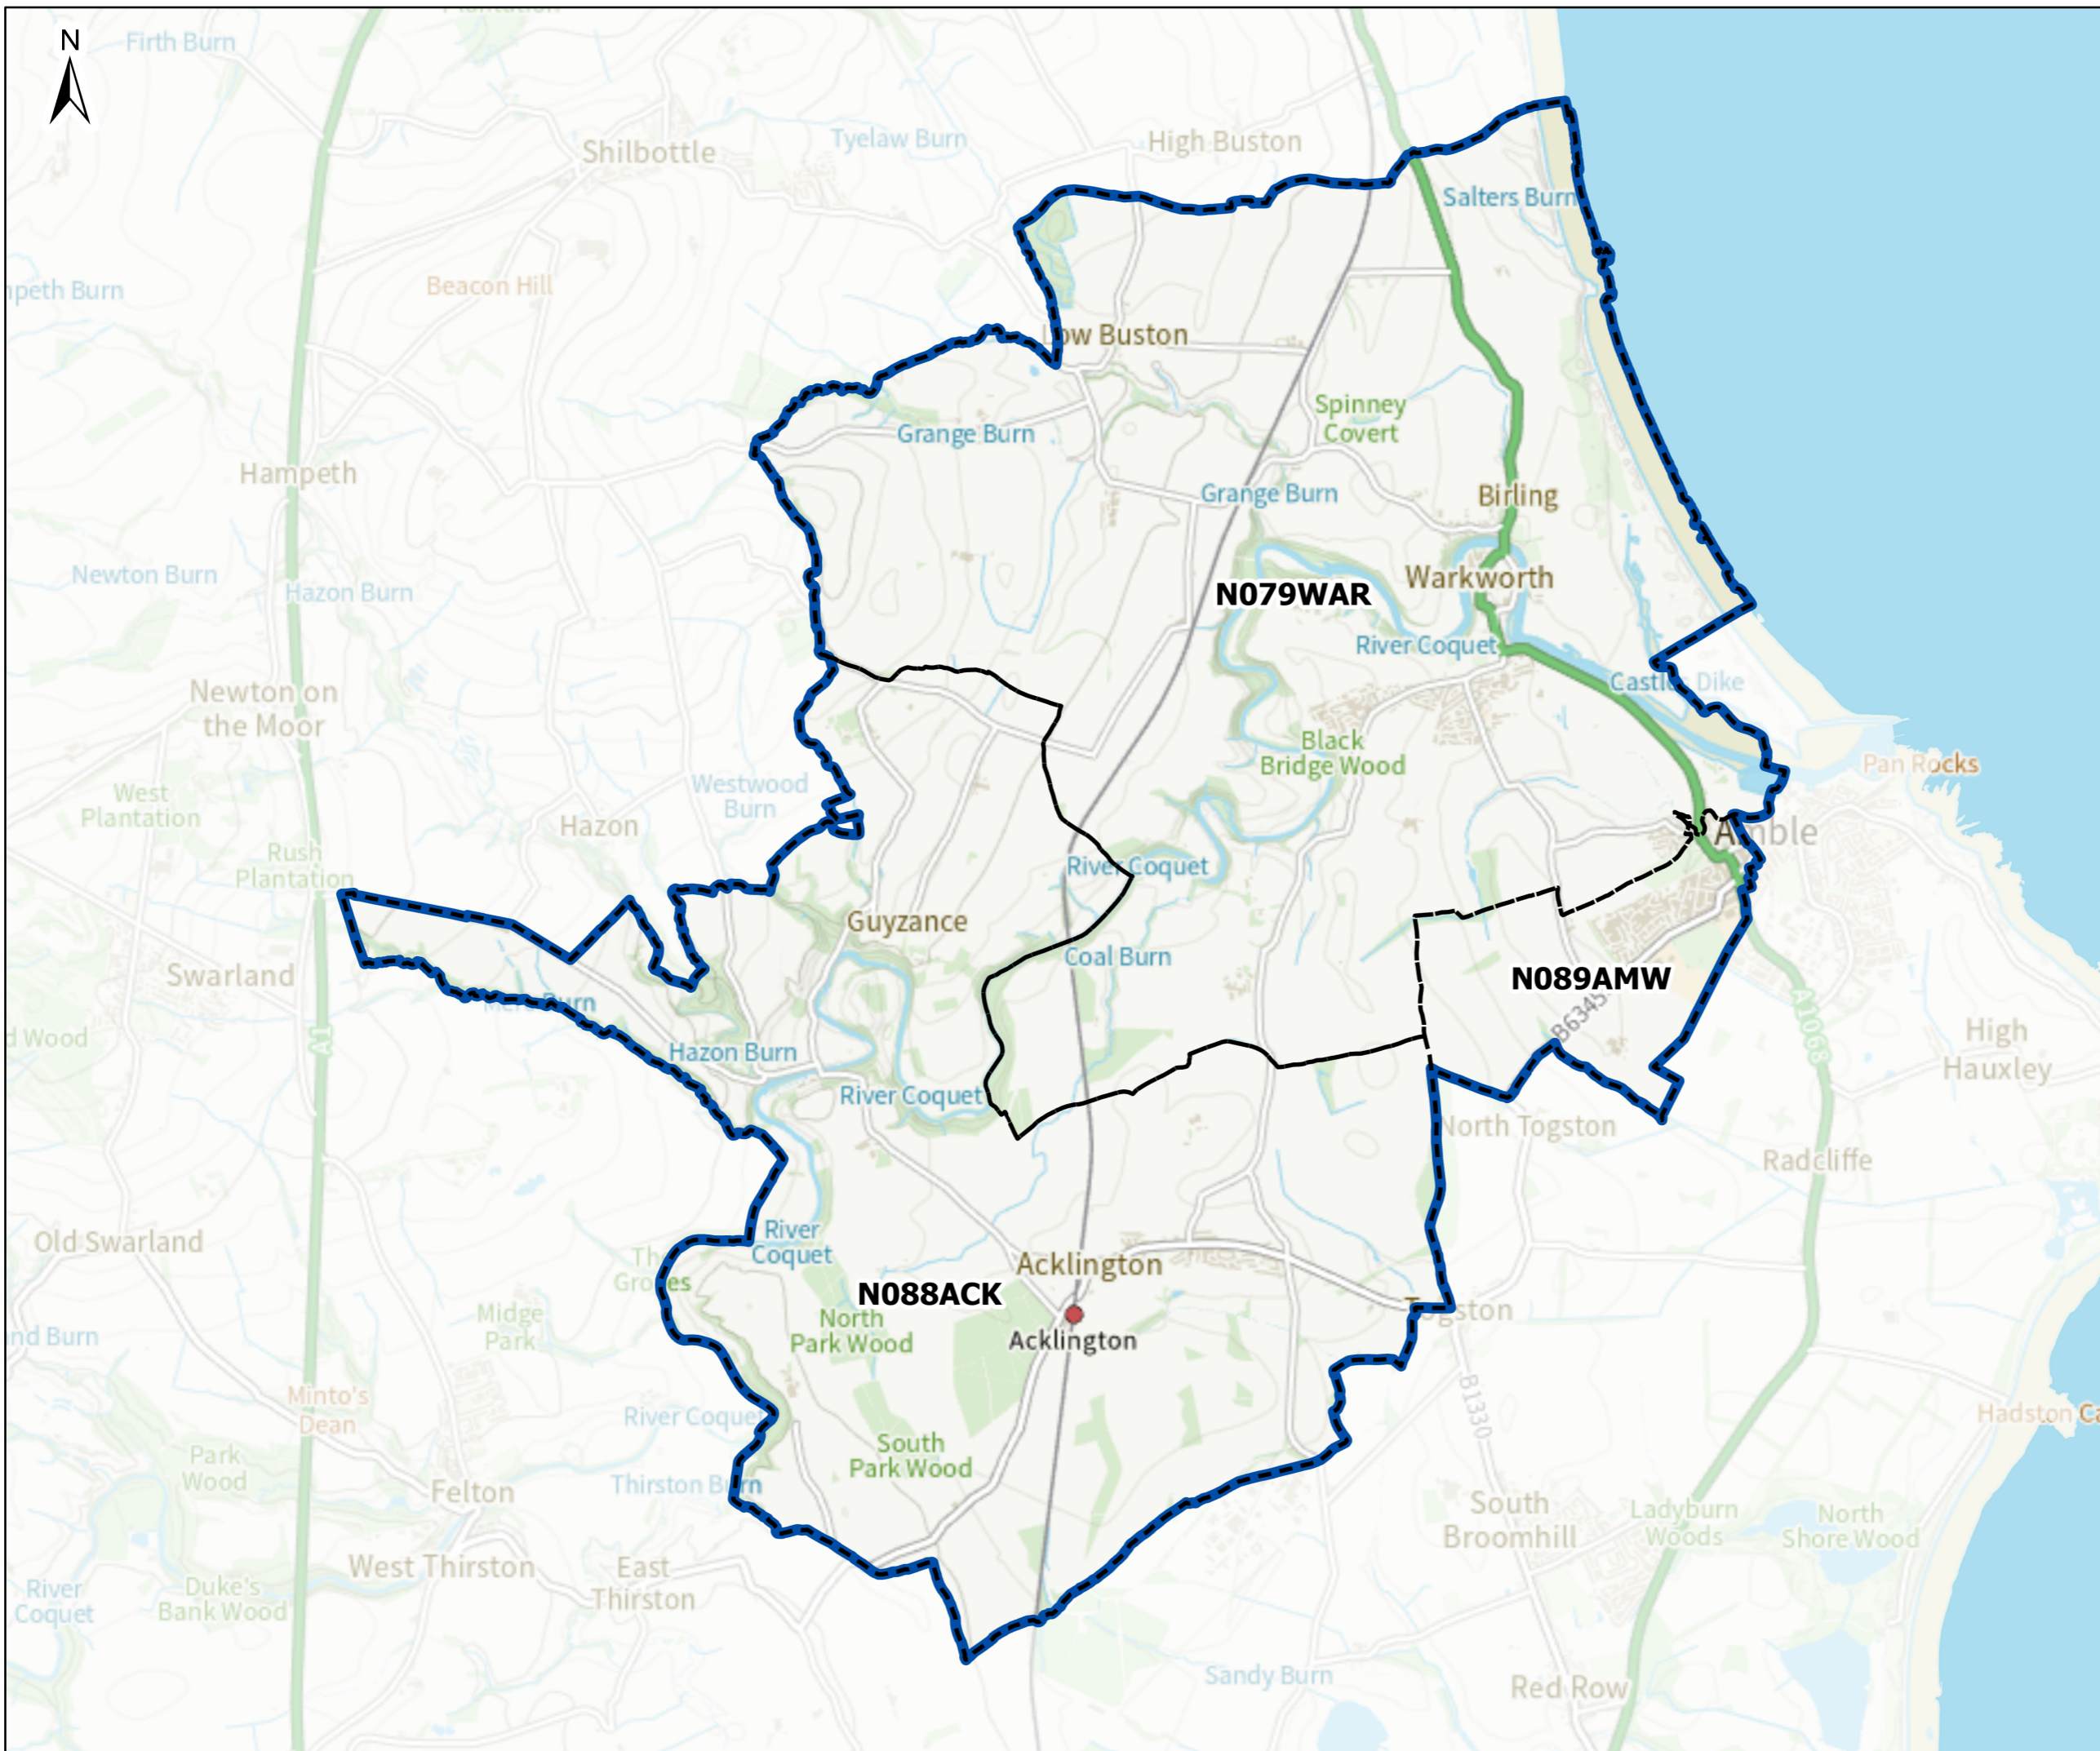 Plantation
N
Firth Burn
Shilbottle
Tyelaw Burn
High Buston
Salters Burn
Beacon Hill
peth Burn
Low Buston
Spinney
Covert
Grange Burn
Hampeth
Grange Burn
Birling
Newton Burn
Hazon Burn
N079WAR
Warkworth
River Coquet
Newton on
the Moor
Castle Dike
Black
Bridge Wood
Pan Rocks
West
Plantation
Westwood
Burn
Hazon
Amble
Rush
Plantation
River Coquet
Guyzance
Coal Burn
Swarland
N089AMW
Burn
B6345
A1068
A1
d Wood
High
Hauxley
Hazon Burn
River Coquet
North Togston
Radcliffe
Old Swarland
River
Coquet
The
Groves
Acklington
N088ACK
Togston
Midge
Park
North
Park Wood
Acklington
nd Burn
Minto's
Dean
River Coquet
B1330
Hadston Ca
Park
Wood
South
Park Wood
Thirston Burn
Felton
South
Broomhill
Ladyburn
Woods
North
Shore Wood
West Thirston
East
Thirston
River
Coquet
Duke's
Bank Wood
Sandy Burn
Red Row